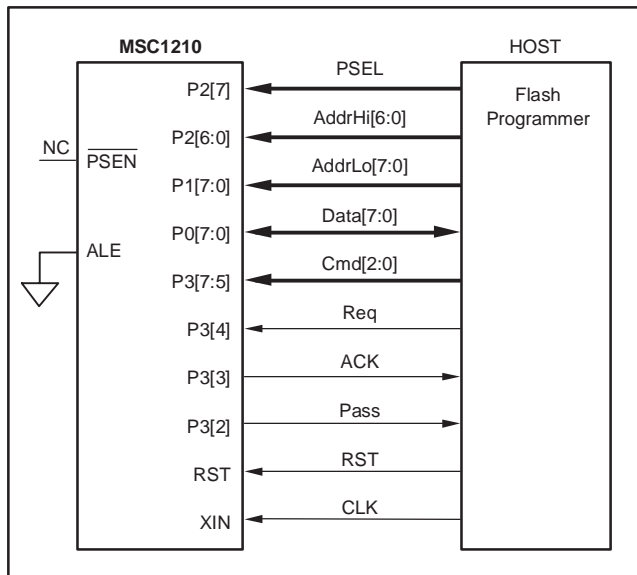 MSC1210 HOST
P2[7] PSEL Flash
Programmer
P2[6:0] AddrHi[6:0]
NC PSEN
P1[7:0] AddrLo[7:0]
P0[7:0] Data[7:0]
ALE
P3[7:5] Cmd[2:0]
P3[4] Req
P3[3] ACK
P3[2] Pass
RST RST
XIN CLK